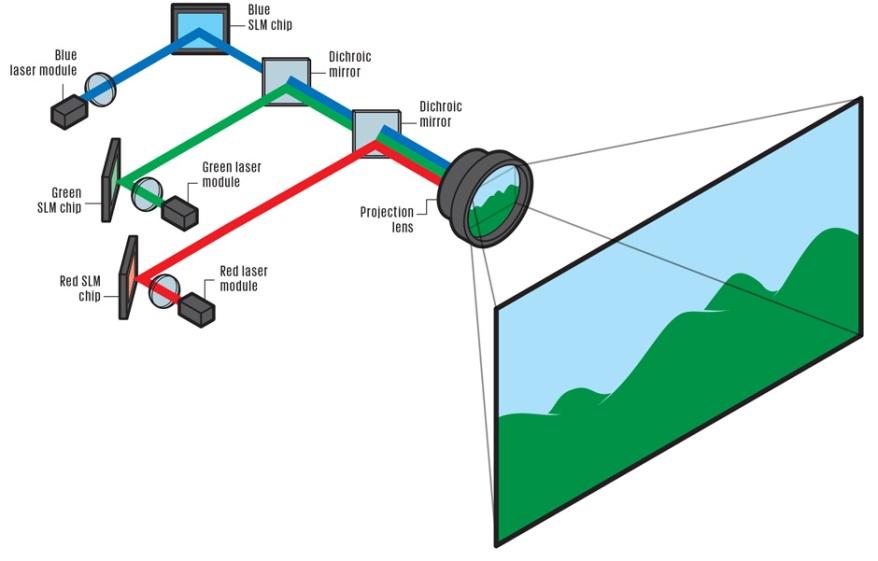 Blue
SLM chip
Blue
laser module
Dichroic
mirror
Dichroic
mirror
Green laser
module
Green
SLM chip
Projection
lens
Red SLM
chip
Red laser
module